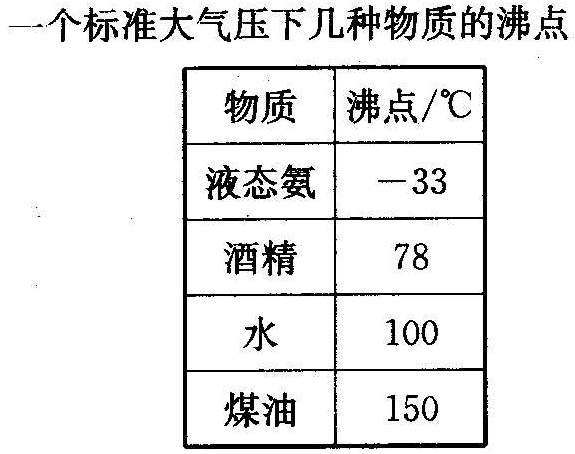 一个标准大气压下几种物质的沸点
物质 沸点/℃
液态氨 －33
酒精 78
水 100
煤油 150